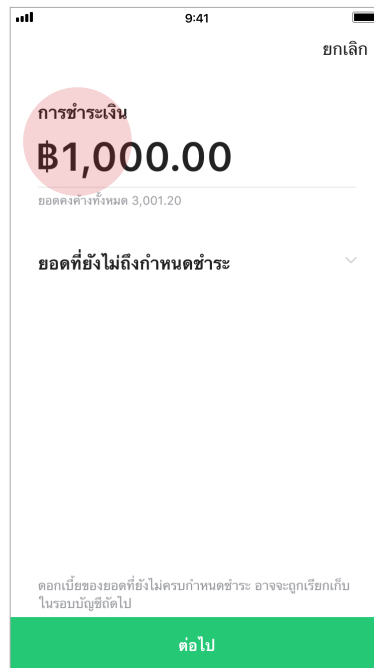 9:41
ยกเลิก
การชำระเงิน
฿1,000.00
ยอดคงค้างทั้งหมด 3,001.20
ยอดที่ยังไม่ถึงกำหนดชำระ
ดอกเบี้ยของยอดที่ยังไม่ครบกำหนดชำระ อาจจะถูกเรียกเก็บ
ในรอบบัญชีถัดไป
ต่อไป